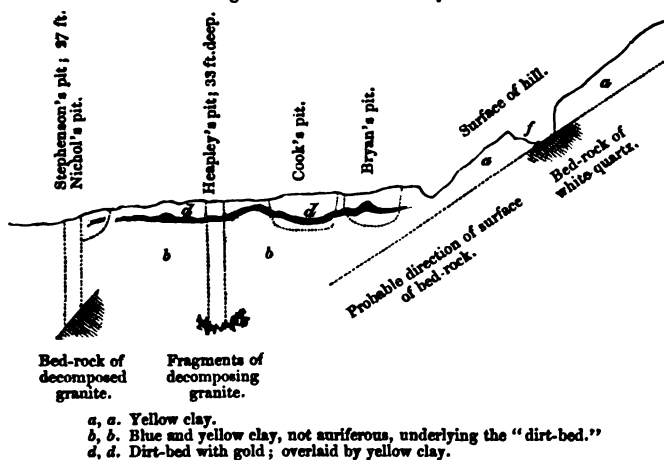 Stephenson's pit; 27 ft.
Nichol's pit.
Heapley's pit; 33 ft. deep.
Cook's pit.
Bryan's pit.
Surface of hill.
a
f
a
Bed-rock of
white quartz.
d
d
b
b
Probable direction of surface
of bed-rock.
Bed-rock of
decomposed
granite.
Fragments of
decomposing
granite.
a, a. Yellow clay.
b, b. Blue and yellow clay, not auriferous, underlying the “dirt-bed.”
d, d. Dirt-bed with gold; overlaid by yellow clay.